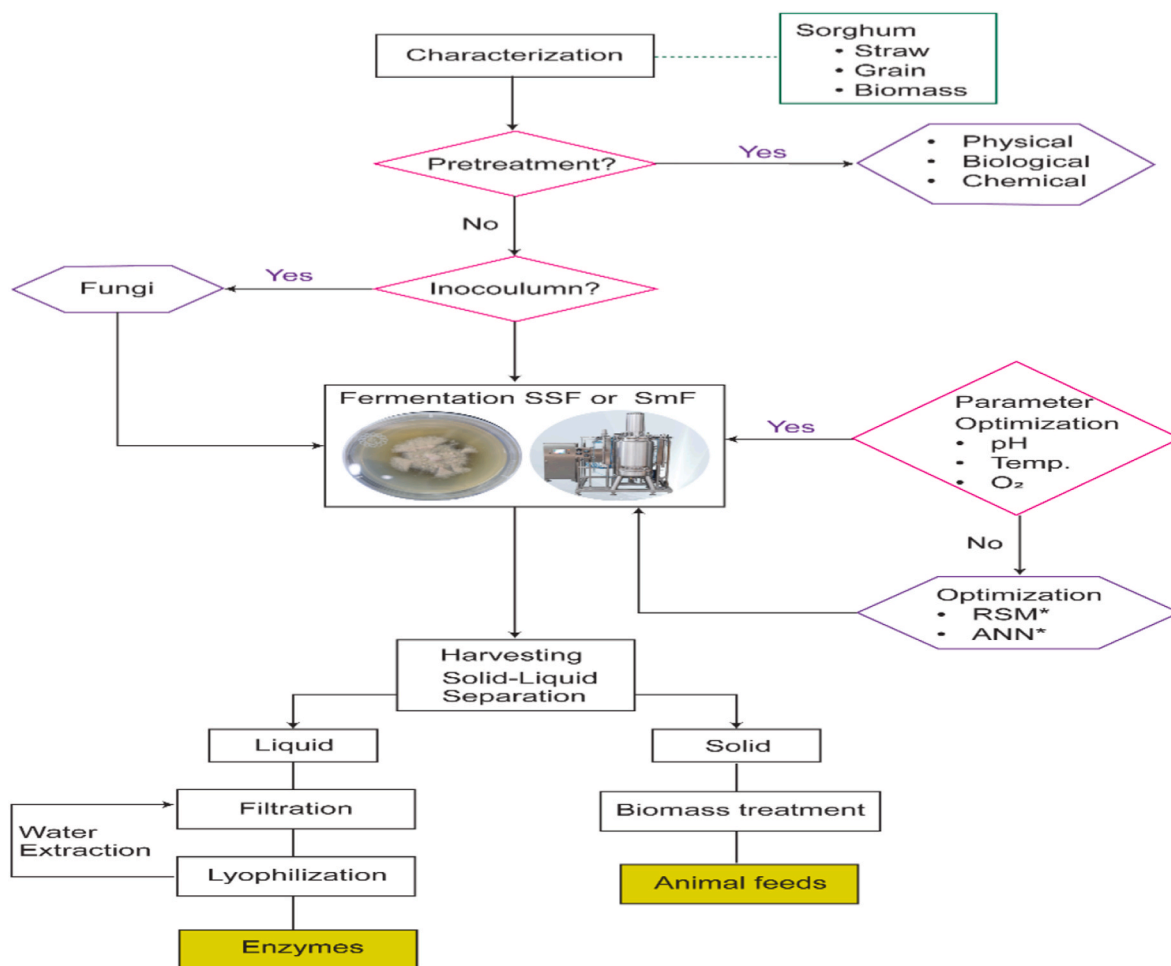 Characterization
Sorghum
• Straw
• Grain
• Biomass
Pretreatment?
Yes
• Physical
• Biological
• Chemical
No
Fungi
Yes
Inocoulumn?
Fermentation SSF or SmF
Yes
Parameter
Optimization
• pH
• Temp.
• O₂
No
Optimization
• RSM*
• ANN*
Harvesting
Solid-Liquid
Separation
Liquid
Solid
Filtration
Biomass treatment
Water
Extraction
Lyophilization
Animal feeds
Enzymes